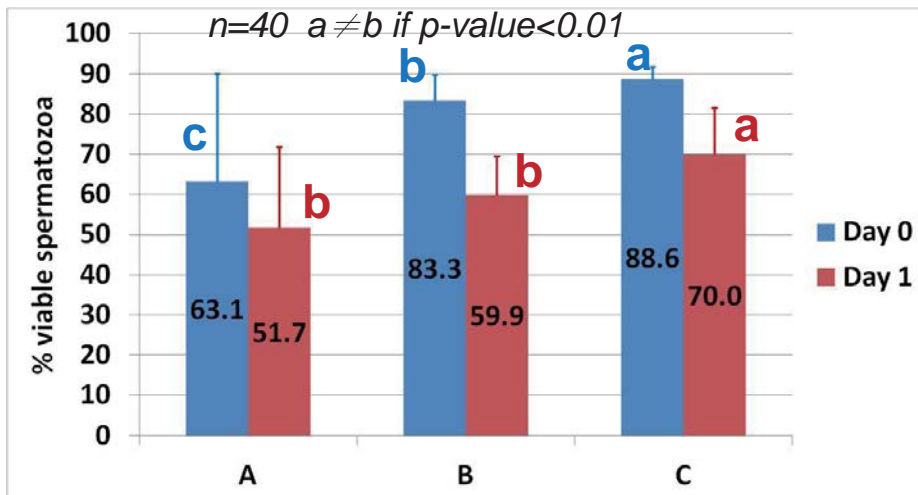 n=40 a≠b if p-value<0.01
% viable spermatozoa
100
90
80
70
60
50
40
30
20
10
0
c
b
b
b
a
a
63.1
51.7
83.3
59.9
88.6
70.0
A
B
C
Day 0
Day 1